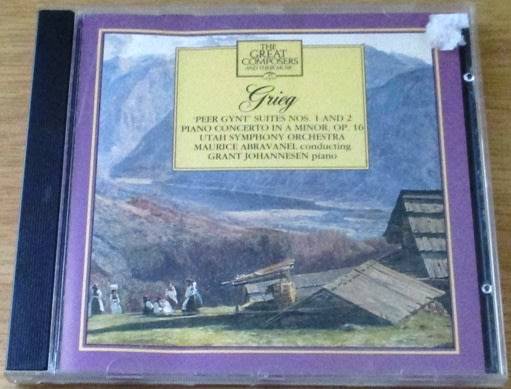 THE
GREAT
COMPOSERS
AND THEIR MUSIC
Grieg
'PEER GYNT' SUITES NOS. 1 AND 2
PIANO CONCERTO IN A MINOR, OP. 16
UTAH SYMPHONY ORCHESTRA
MAURICE ABRAVANEL conducting
GRANT JOHANNESEN piano